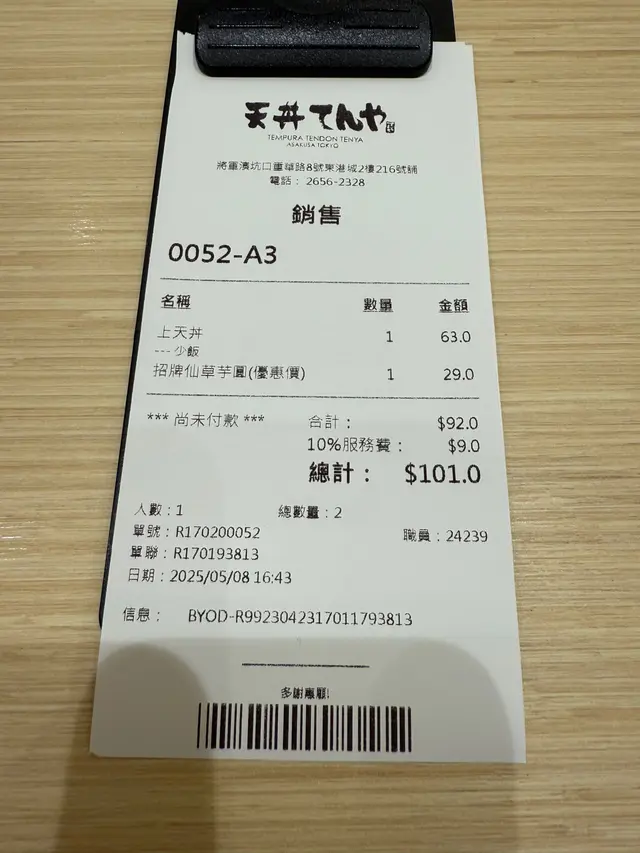 天丼てんや
TEMPURA TENDON TENYA
ASAKUSA TOKYO
將軍澳坑口重華路8號東港城2樓216號舖
電話： 2656-2328
銷售
0052-A3
名稱 數量 金額
上天丼 1 63.0
--- 少飯
招牌仙草芋圓(優惠價) 1 29.0
*** 尚未付款 *** 合計： $92.0
10%服務費： $9.0
總計： $101.0
人數：1 總數量：2
單號：R170200052 職員：24239
單聯：R170193813
日期：2025/05/08 16:43
信息： BYOD-R9923042317011793813
多謝惠顧!